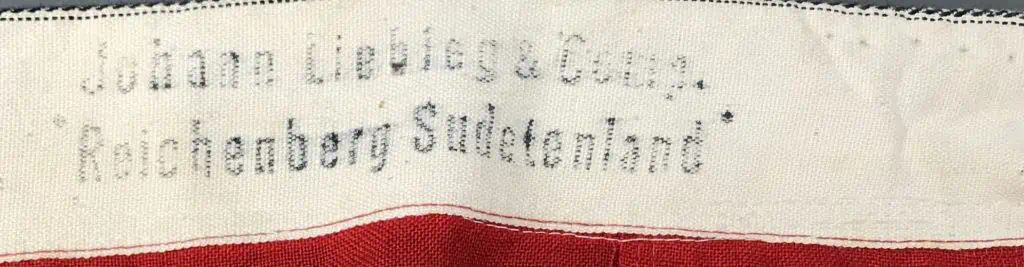 Johann Liebieg & Comp.
* Reichenberg Sudetenland *